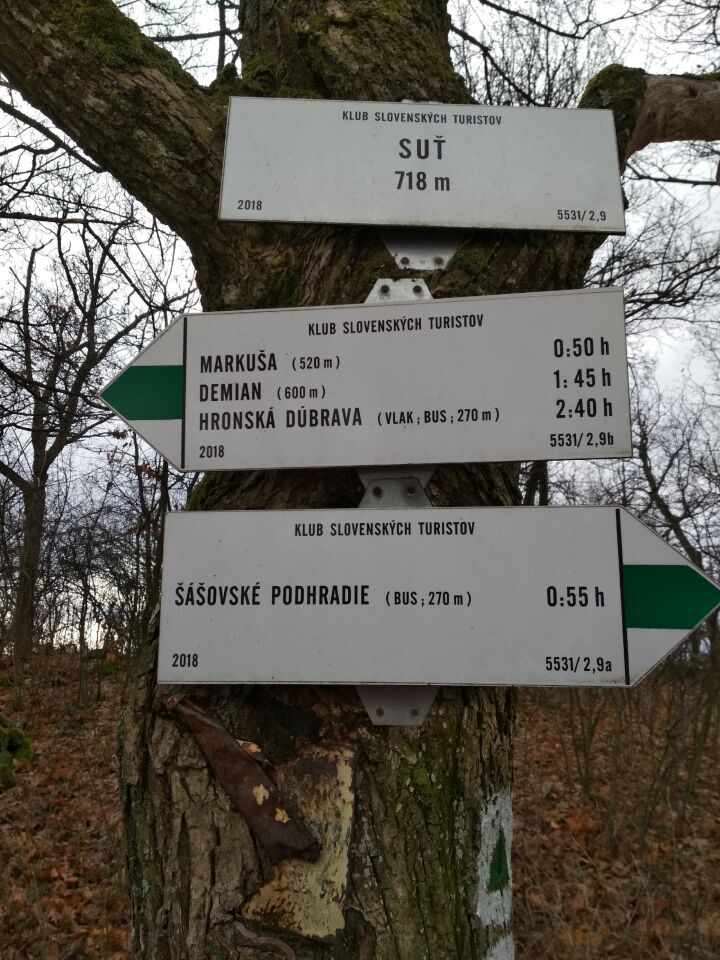 KLUB SLOVENSKÝCH TURISTOV
SUŤ
718 m
2018 5531/2,9
KLUB SLOVENSKÝCH TURISTOV
MARKUŠA (520 m) 0:50 h
DEMIAN (600 m) 1:45 h
HRONSKÁ DÚBRAVA (VLAK; BUS; 270 m) 2:40 h
2018 5531/2,9b
KLUB SLOVENSKÝCH TURISTOV
ŠÁŠOVSKÉ PODHRADIE (BUS; 270 m) 0:55 h
2018 5531/2,9a